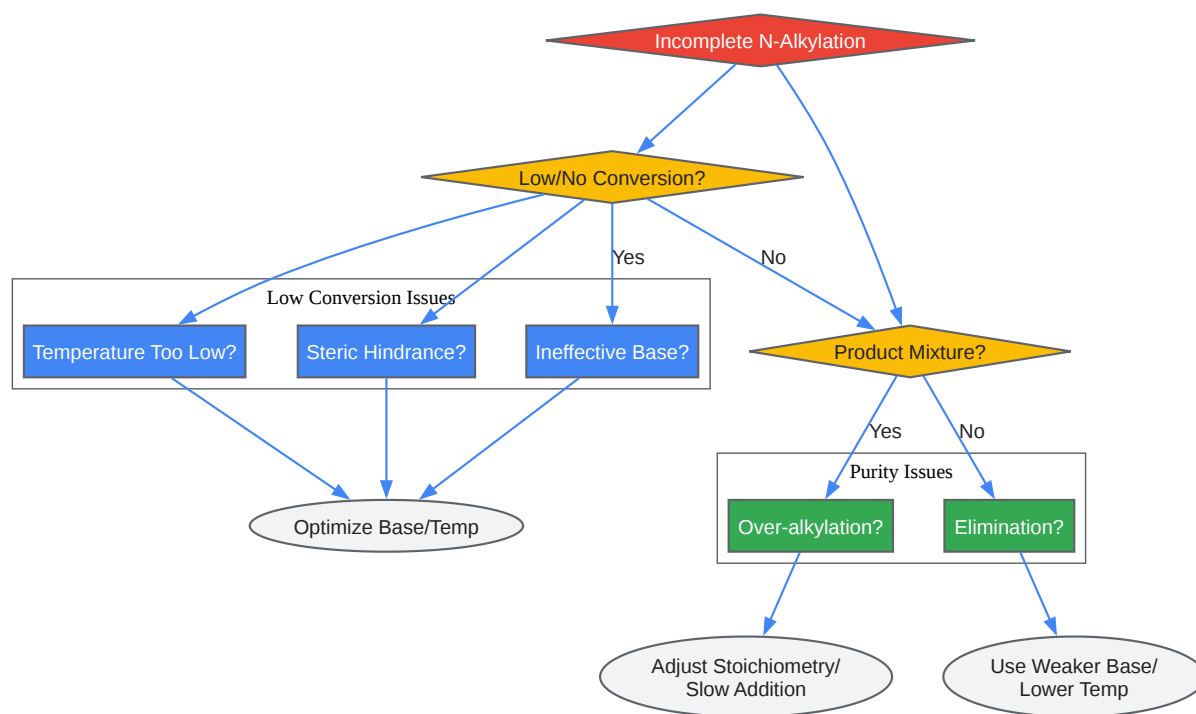 Incomplete N-Alkylation
Low/No Conversion?
Yes
No
Low Conversion Issues
Temperature Too Low?
Steric Hindrance?
Ineffective Base?
Product Mixture?
Yes
No
Purity Issues
Over-alkylation?
Elimination?
Optimize Base/Temp
Adjust Stoichiometry/
Slow Addition
Use Weaker Base/
Lower Temp